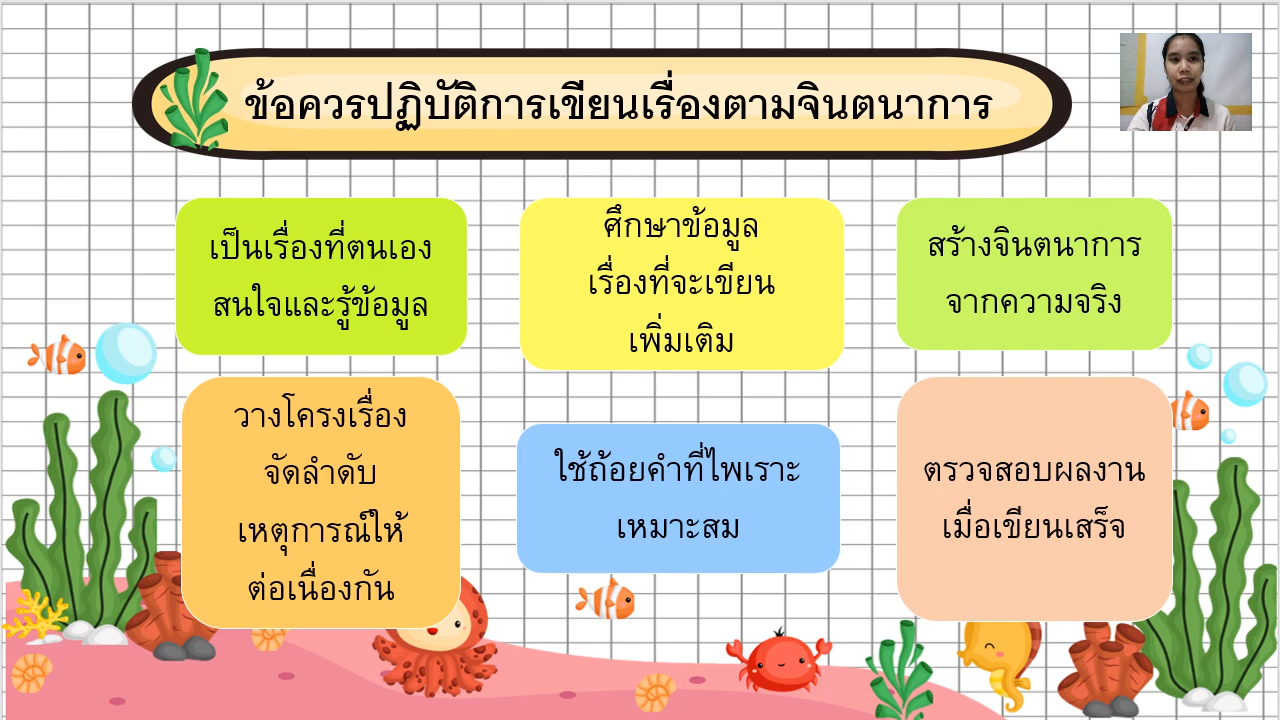 ข้อควรปฏิบัติการเขียนเรื่องตามจินตนาการ
เป็นเรื่องที่ตนเอง
สนใจและรู้ข้อมูล
ศึกษาข้อมูล
เรื่องที่จะเขียน
เพิ่มเติม
สร้างจินตนาการ
จากความจริง
วางโครงเรื่อง
จัดลำดับ
เหตุการณ์ให้
ต่อเนื่องกัน
ใช้ถ้อยคำที่ไพเราะ
เหมาะสม
ตรวจสอบผลงาน
เมื่อเขียนเสร็จ